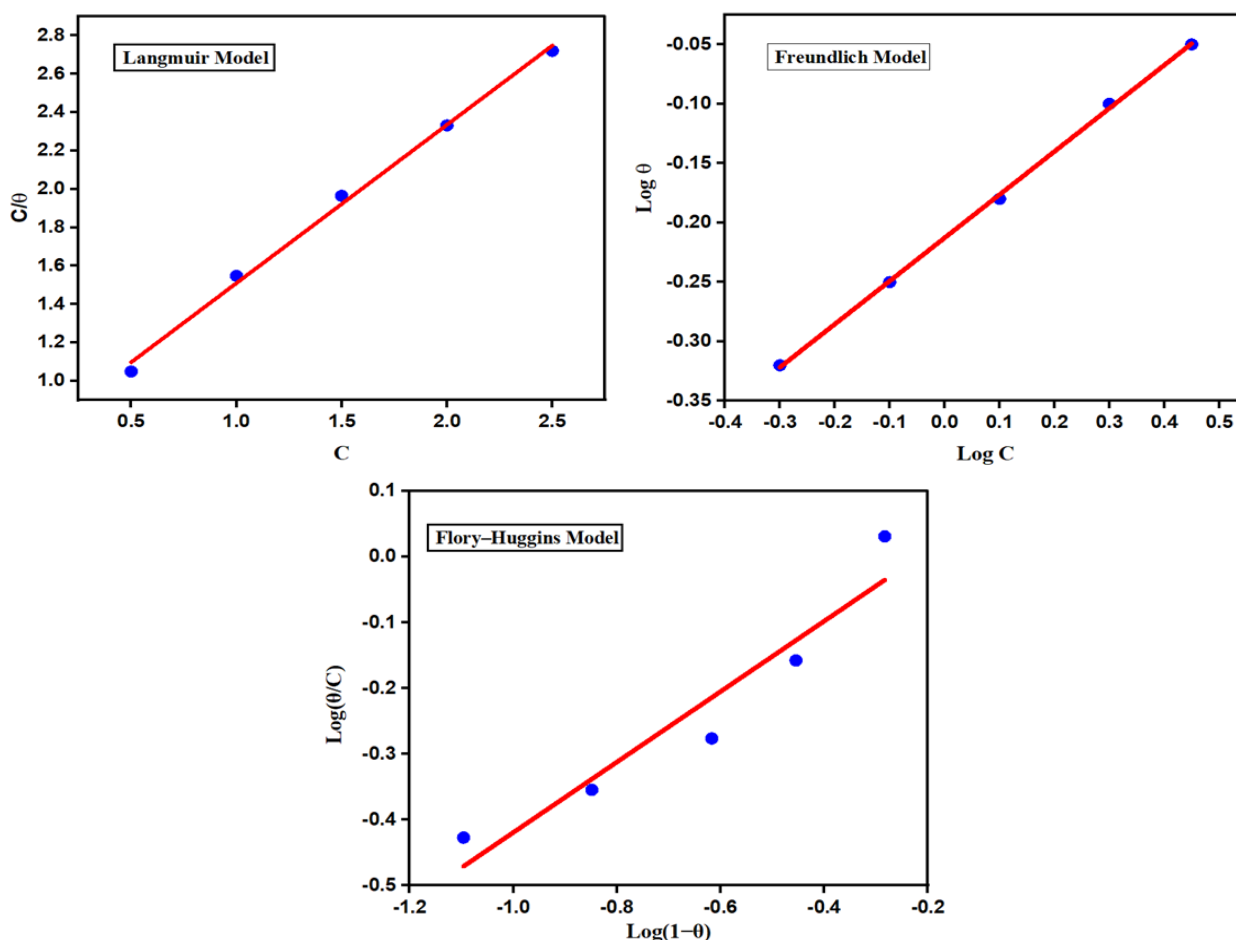 Langmuir Model
C/θ
2.8
2.6
2.4
2.2
2.0
1.8
1.6
1.4
1.2
1.0
0.5 1.0 1.5 2.0 2.5
C
Freundlich Model
Log θ
-0.05
-0.10
-0.15
-0.20
-0.25
-0.30
-0.35
-0.4 -0.3 -0.2 -0.1 0.0 0.1 0.2 0.3 0.4 0.5
Log C
Flory–Huggins Model
Log(θ/C)
0.1
0.0
-0.1
-0.2
-0.3
-0.4
-0.5
-1.2 -1.0 -0.8 -0.6 -0.4 -0.2
Log(1−θ)